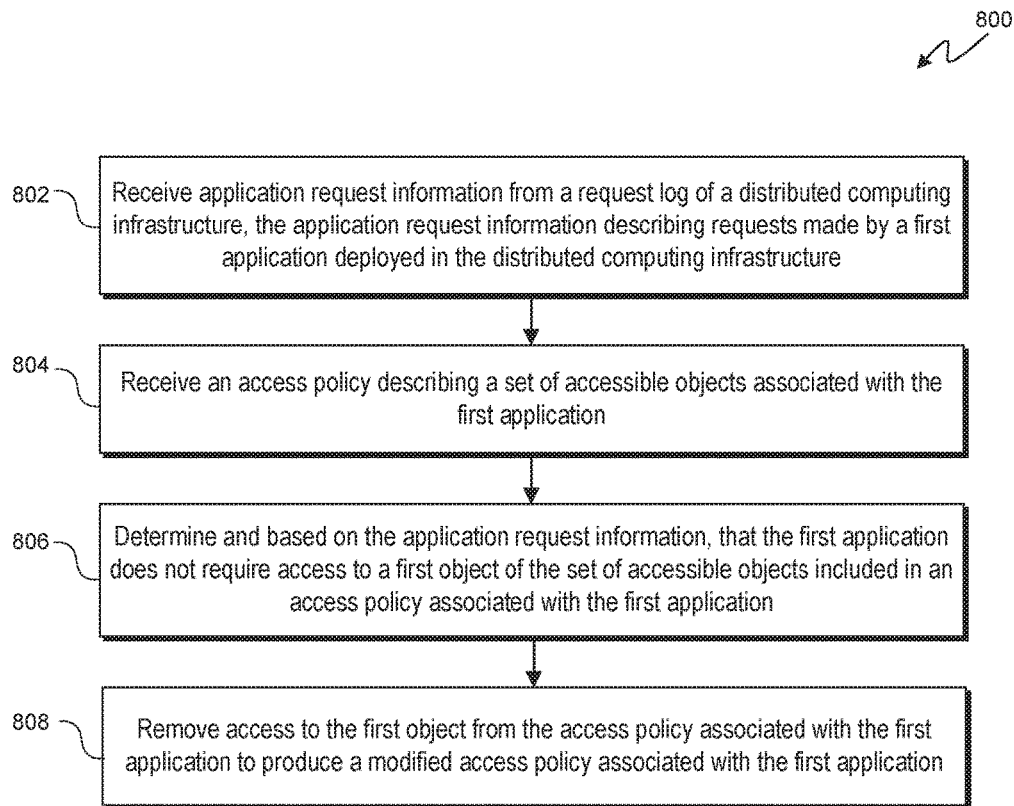 800
802
Receive application request information from a request log of a distributed computing
infrastructure, the application request information describing requests made by a first
application deployed in the distributed computing infrastructure
804
Receive an access policy describing a set of accessible objects associated with the
first application
806
Determine and based on the application request information, that the first application
does not require access to a first object of the set of accessible objects included in an
access policy associated with the first application
808
Remove access to the first object from the access policy associated with the first
application to produce a modified access policy associated with the first application